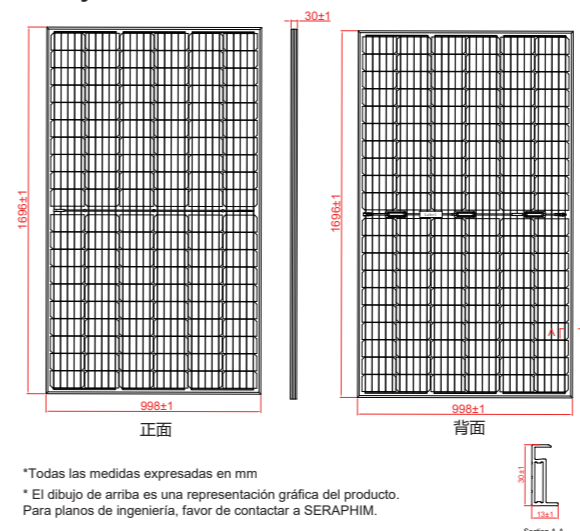 30±1
1696±1
1696±1
A
998±1
998±1
正面
背面
30±1
13±1
*Todas las medidas expresadas en mm
* El dibujo de arriba es una representación gráfica del producto.
Para planos de ingeniería, favor de contactar a SERAPHIM.